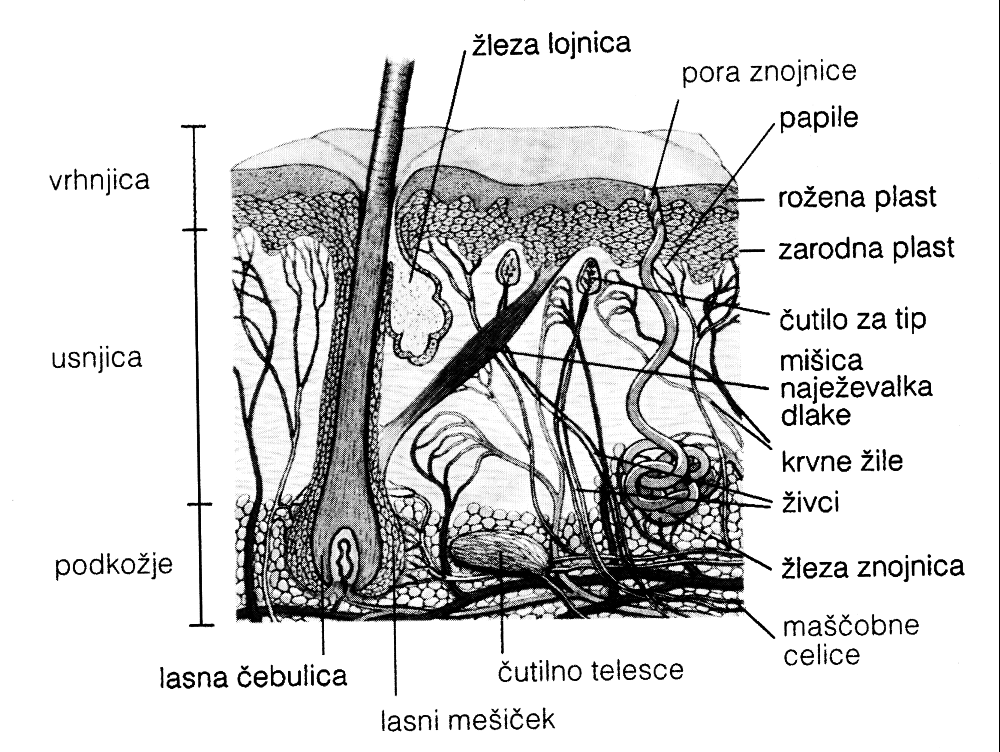 žleza lojnica
pora znojnice
papile
vrhnjica
rožena plast
zarodna plast
čutilo za tip
usnjica
mišica
naježevalka
dlake
krvne žile
živci
podkožje
žleza znojnica
maščobne
celice
lasna čebulica
čutilno telesce
lasni mešiček